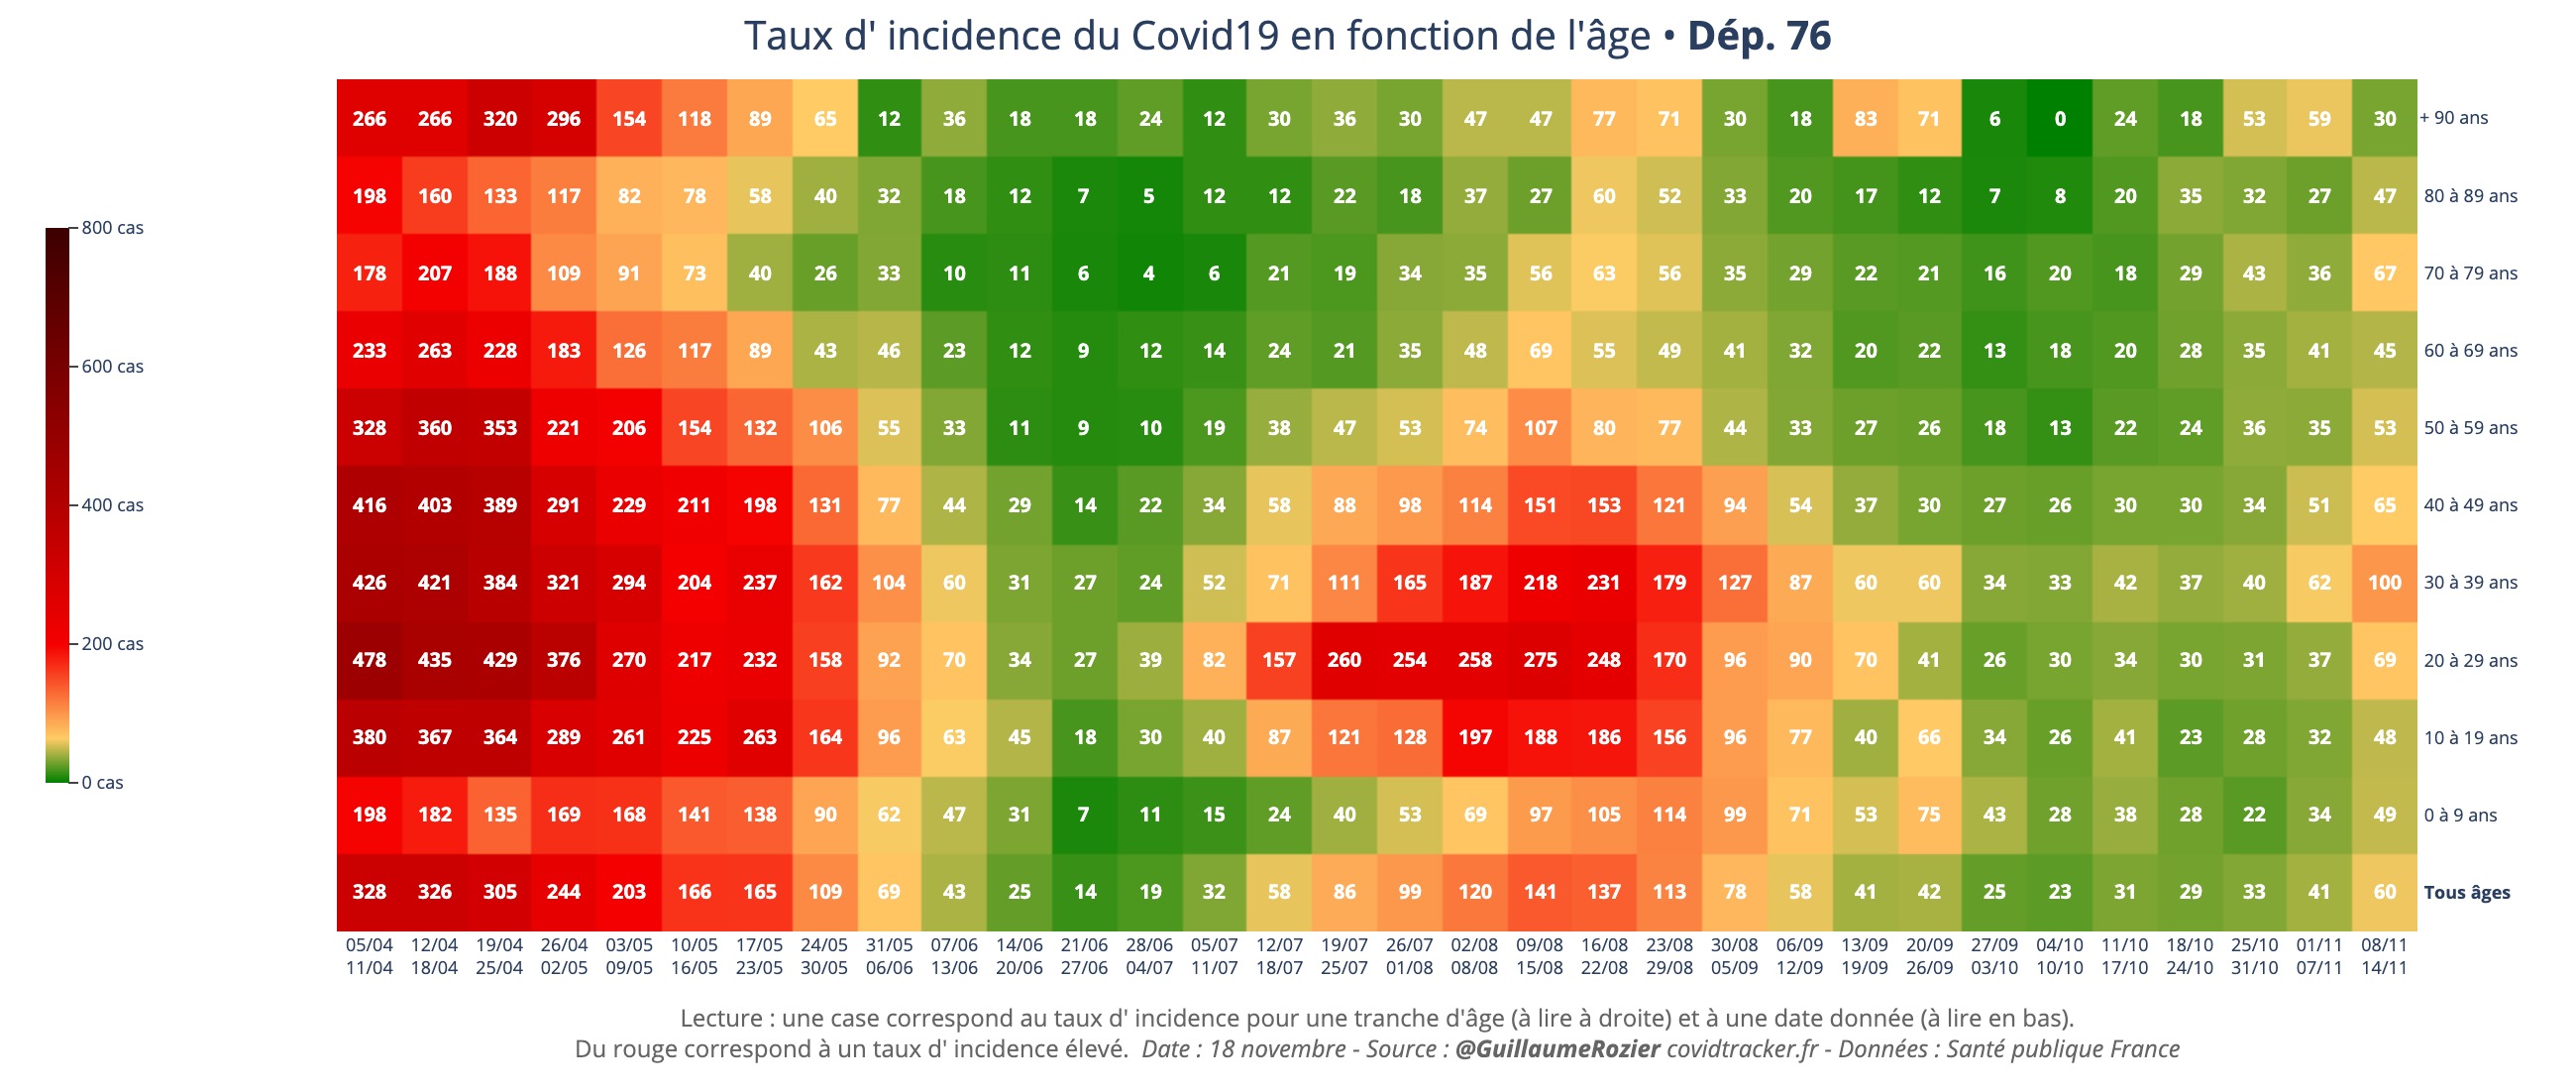 Taux d' incidence du Covid19 en fonction de l'âge • Dép. 76
800 cas
600 cas
400 cas
200 cas
0 cas
266 266 320 296 154 118 89 65 12 36 18 18 24 12 30 36 30 47 47 77 71 30 18 83 71 6 0 24 18 53 59 30 + 90 ans
198 160 133 117 82 78 58 40 32 18 12 7 5 12 12 22 18 37 27 60 52 33 20 17 12 7 8 20 35 32 27 47 80 à 89 ans
178 207 188 109 91 73 40 26 33 10 11 6 4 6 21 19 34 35 56 63 56 35 29 22 21 16 20 18 29 43 36 67 70 à 79 ans
233 263 228 183 126 117 89 43 46 23 12 9 12 14 24 21 35 48 69 55 49 41 32 20 22 13 18 20 28 35 41 45 60 à 69 ans
328 360 353 221 206 154 132 106 55 33 11 9 10 19 38 47 53 74 107 80 77 44 33 27 26 18 13 22 24 36 35 53 50 à 59 ans
416 403 389 291 229 211 198 131 77 44 29 14 22 34 58 88 98 114 151 153 121 94 54 37 30 27 26 30 30 34 51 65 40 à 49 ans
426 421 384 321 294 204 237 162 104 60 31 27 24 52 71 111 165 187 218 231 179 127 87 60 60 34 33 42 37 40 62 100 30 à 39 ans
478 435 429 376 270 217 232 158 92 70 34 27 39 82 157 260 254 258 275 248 170 96 90 70 41 26 30 34 30 31 37 69 20 à 29 ans
380 367 364 289 261 225 263 164 96 63 45 18 30 40 87 121 128 197 188 186 156 96 77 40 66 34 26 41 23 28 32 48 10 à 19 ans
198 182 135 169 168 141 138 90 62 47 31 7 11 15 24 40 53 69 97 105 114 99 71 53 75 43 28 38 28 22 34 49 0 à 9 ans
328 326 305 244 203 166 165 109 69 43 25 14 19 32 58 86 99 120 141 137 113 78 58 41 42 25 23 31 29 33 41 60 Tous âges
05/04 12/04 19/04 26/04 03/05 10/05 17/05 24/05 31/05 07/06 14/06 21/06 28/06 05/07 12/07 19/07 26/07 02/08 09/08 16/08 23/08 30/08 06/09 13/09 20/09 27/09 04/10 11/10 18/10 25/10 01/11 08/11
11/04 18/04 25/04 02/05 09/05 16/05 23/05 30/05 06/06 13/06 20/06 27/06 04/07 11/07 18/07 25/07 01/08 08/08 15/08 22/08 29/08 05/09 12/09 19/09 26/09 03/10 10/10 17/10 24/10 31/10 07/11 14/11
Lecture : une case correspond au taux d' incidence pour une tranche d'âge (à lire à droite) et à une date donnée (à lire en bas).
Du rouge correspond à un taux d' incidence élevé. Date : 18 novembre - Source : @GuillaumeRozier covidtracker.fr - Données : Santé publique France